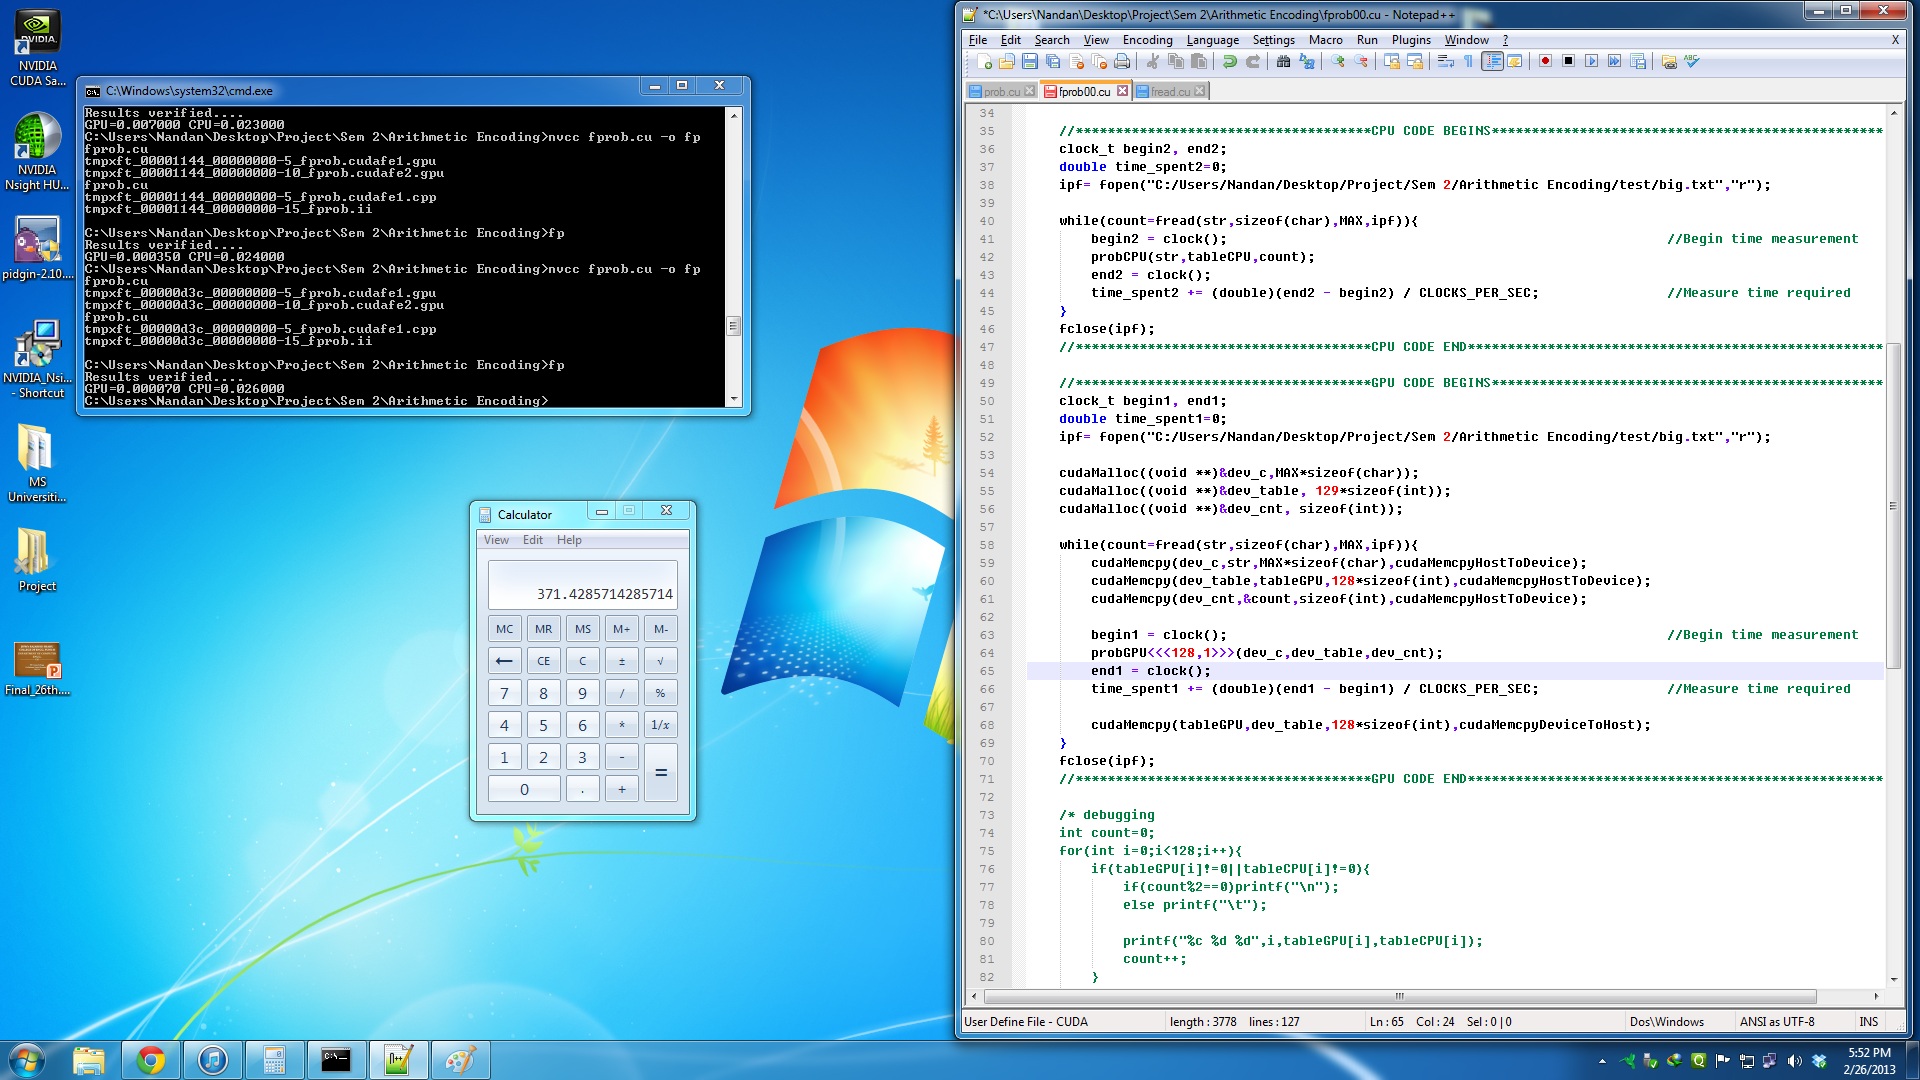 NVIDIA
CUDA Sa...
NVIDIA
Nsight HU...
pidgin-2.10....
NVIDIA_Nsi...
- Shortcut
MS
Universiti...
Project
Final_26th....
C:\Windows\system32\cmd.exe
Results verified....
GPU=0.007000 CPU=0.023000
C:\Users\Nandan\Desktop\Project\Sem 2\Arithmetic Encoding>nvcc fprob.cu -o fp
fprob.cu
tmpxft_00001144_00000000-5_fprob.cudafe1.gpu
tmpxft_00001144_00000000-10_fprob.cudafe2.gpu
fprob.cu
tmpxft_00001144_00000000-5_fprob.cudafe1.cpp
tmpxft_00001144_00000000-15_fprob.ii
C:\Users\Nandan\Desktop\Project\Sem 2\Arithmetic Encoding>fp
Results verified....
GPU=0.000350 CPU=0.024000
C:\Users\Nandan\Desktop\Project\Sem 2\Arithmetic Encoding>nvcc fprob.cu -o fp
fprob.cu
tmpxft_00000d3c_00000000-5_fprob.cudafe1.gpu
tmpxft_00000d3c_00000000-10_fprob.cudafe2.gpu
fprob.cu
tmpxft_00000d3c_00000000-5_fprob.cudafe1.cpp
tmpxft_00000d3c_00000000-15_fprob.ii
C:\Users\Nandan\Desktop\Project\Sem 2\Arithmetic Encoding>fp
Results verified....
GPU=0.000070 CPU=0.026000
C:\Users\Nandan\Desktop\Project\Sem 2\Arithmetic Encoding>
Calculator
View Edit Help
371.4285714285714
MC MR MS M+ M-
← CE C ± √
7 8 9 / %
4 5 6 * 1/x
1 2 3 - =
0 . +
*C:\Users\Nandan\Desktop\Project\Sem 2\Arithmetic Encoding\fprob00.cu - Notepad++
File Edit Search View Encoding Language Settings Macro Run Plugins Window ? X
prob.cu fprob00.cu fread.cu
34
35 //*************************************CPU CODE BEGINS*************************************************
36 clock_t begin2, end2;
37 double time_spent2=0;
38 ipf= fopen("C:/Users/Nandan/Desktop/Project/Sem 2/Arithmetic Encoding/test/big.txt","r");
39
40 while(count=fread(str,sizeof(char),MAX,ipf)){
41 begin2 = clock(); //Begin time measurement
42 probCPU(str,tableCPU,count);
43 end2 = clock();
44 time_spent2 += (double)(end2 - begin2) / CLOCKS_PER_SEC; //Measure time required
45 }
46 fclose(ipf);
47 //*************************************CPU CODE END****************************************************
48
49 //*************************************GPU CODE BEGINS*************************************************
50 clock_t begin1, end1;
51 double time_spent1=0;
52 ipf= fopen("C:/Users/Nandan/Desktop/Project/Sem 2/Arithmetic Encoding/test/big.txt","r");
53
54 cudaMalloc((void **)&dev_c,MAX*sizeof(char));
55 cudaMalloc((void **)&dev_table, 129*sizeof(int));
56 cudaMalloc((void **)&dev_cnt, sizeof(int));
57
58 while(count=fread(str,sizeof(char),MAX,ipf)){
59 cudaMemcpy(dev_c,str,MAX*sizeof(char),cudaMemcpyHostToDevice);
60 cudaMemcpy(dev_table,tableGPU,128*sizeof(int),cudaMemcpyHostToDevice);
61 cudaMemcpy(dev_cnt,&count,sizeof(int),cudaMemcpyHostToDevice);
62
63 begin1 = clock(); //Begin time measurement
64 probGPU<<<128,1>>>(dev_c,dev_table,dev_cnt);
65 end1 = clock();
66 time_spent1 += (double)(end1 - begin1) / CLOCKS_PER_SEC; //Measure time required
67
68 cudaMemcpy(tableGPU,dev_table,128*sizeof(int),cudaMemcpyDeviceToHost);
69 }
70 fclose(ipf);
71 //*************************************GPU CODE END****************************************************
72
73 /* debugging
74 int count=0;
75 for(int i=0;i<128;i++){
76 if(tableGPU[i]!=0||tableCPU[i]!=0){
77 if(count%2==0)printf("\n");
78 else printf("\t");
79
80 printf("%c %d %d",i,tableGPU[i],tableCPU[i]);
81 count++;
82 }
User Define File - CUDA length : 3778 lines : 127 Ln : 65 Col : 24 Sel : 0 | 0 Dos\Windows ANSI as UTF-8 INS
5:52 PM
2/26/2013